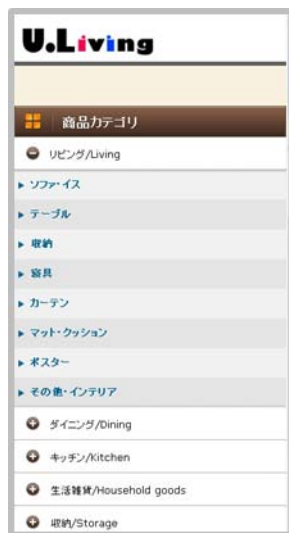 U.Living
商品カテゴリ
リビング/Living
ソファ・イス
テーブル
収納
寝具
カーテン
マット・クッション
ポスター
その他・インテリア
ダイニング/Dining
キッチン/Kitchen
生活雑貨/Household goods
収納/Storage